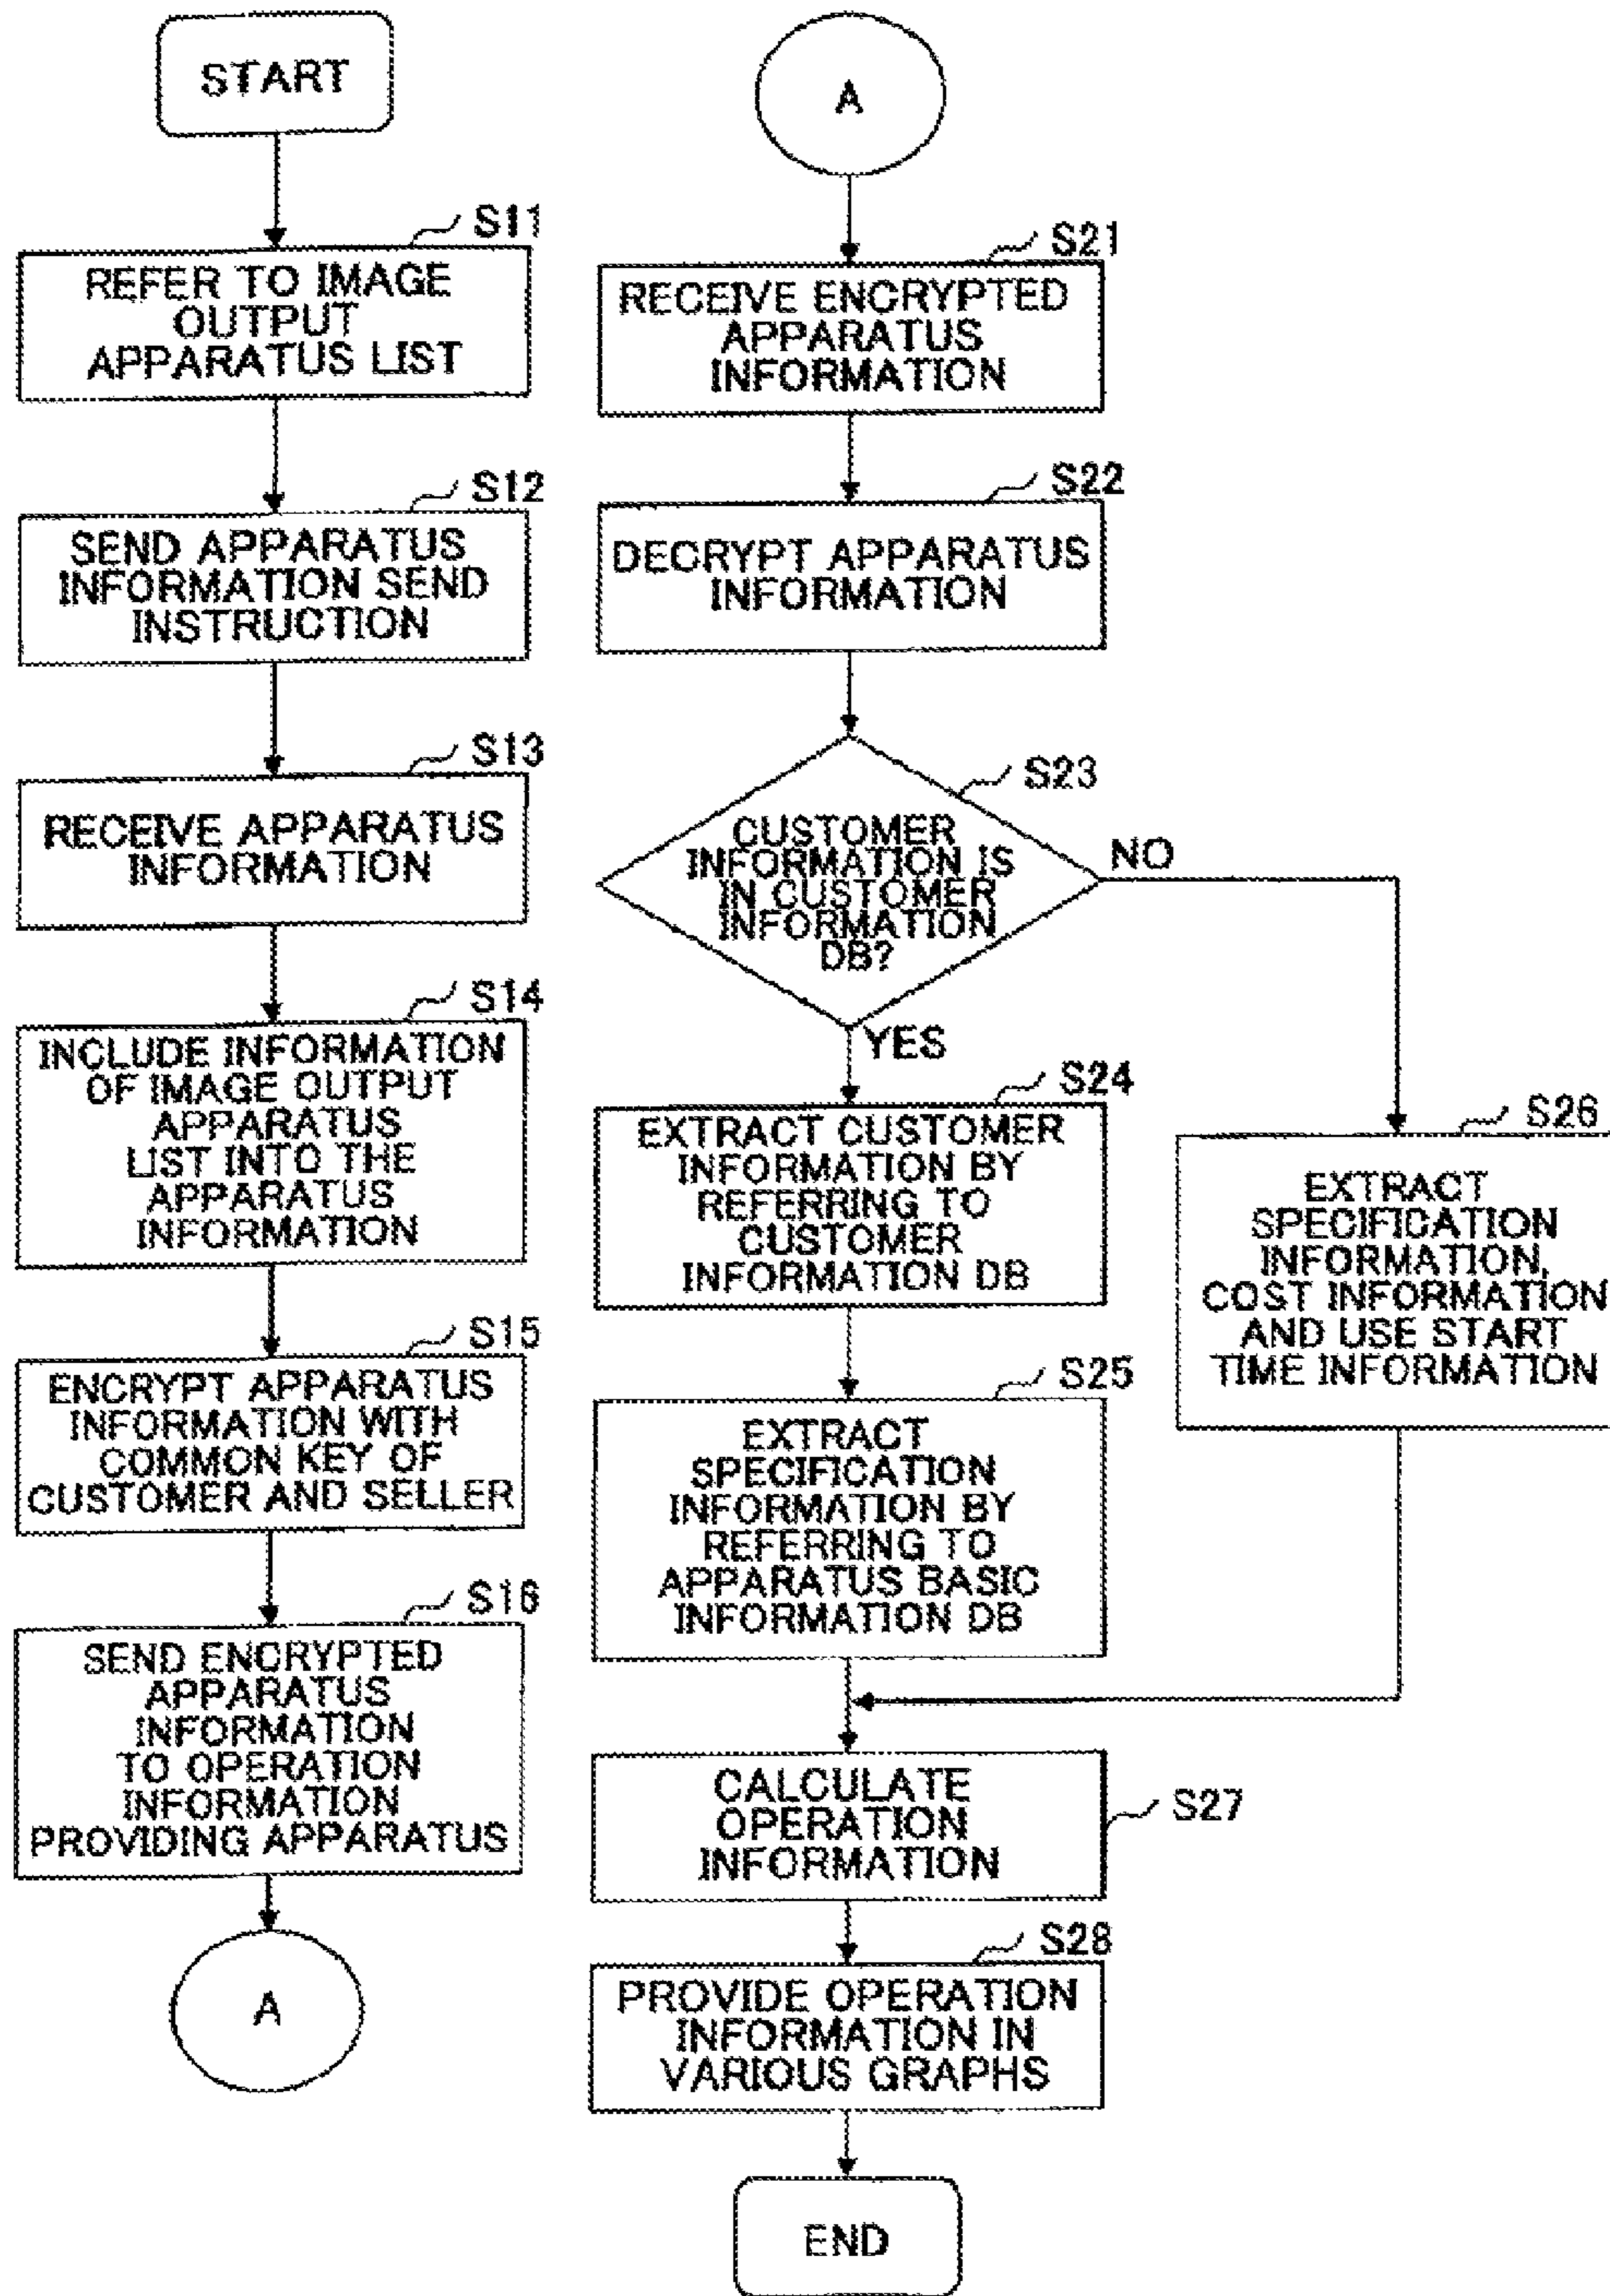 START
S11
REFER TO IMAGE
OUTPUT
APPARATUS LIST
S12
SEND APPARATUS
INFORMATION SEND
INSTRUCTION
S13
RECEIVE APPARATUS
INFORMATION
S14
INCLUDE INFORMATION
OF IMAGE OUTPUT
APPARATUS
LIST INTO THE
APPARATUS
INFORMATION
S15
ENCRYPT APPARATUS
INFORMATION WITH
COMMON KEY OF
CUSTOMER AND SELLER
S16
SEND ENCRYPTED
APPARATUS
INFORMATION
TO OPERATION
INFORMATION
PROVIDING APPARATUS
A
A
S21
RECEIVE ENCRYPTED
APPARATUS
INFORMATION
S22
DECRYPT APPARATUS
INFORMATION
S23
CUSTOMER
INFORMATION IS
IN CUSTOMER
INFORMATION
DB?
NO
YES
S24
EXTRACT CUSTOMER
INFORMATION BY
REFERRING TO
CUSTOMER
INFORMATION DB
S25
EXTRACT
SPECIFICATION
INFORMATION BY
REFERRING TO
APPARATUS BASIC
INFORMATION DB
S26
EXTRACT
SPECIFICATION
INFORMATION,
COST INFORMATION
AND USE START
TIME INFORMATION
CALCULATE
OPERATION
INFORMATION
S27
S28
PROVIDE OPERATION
INFORMATION IN
VARIOUS GRAPHS
END